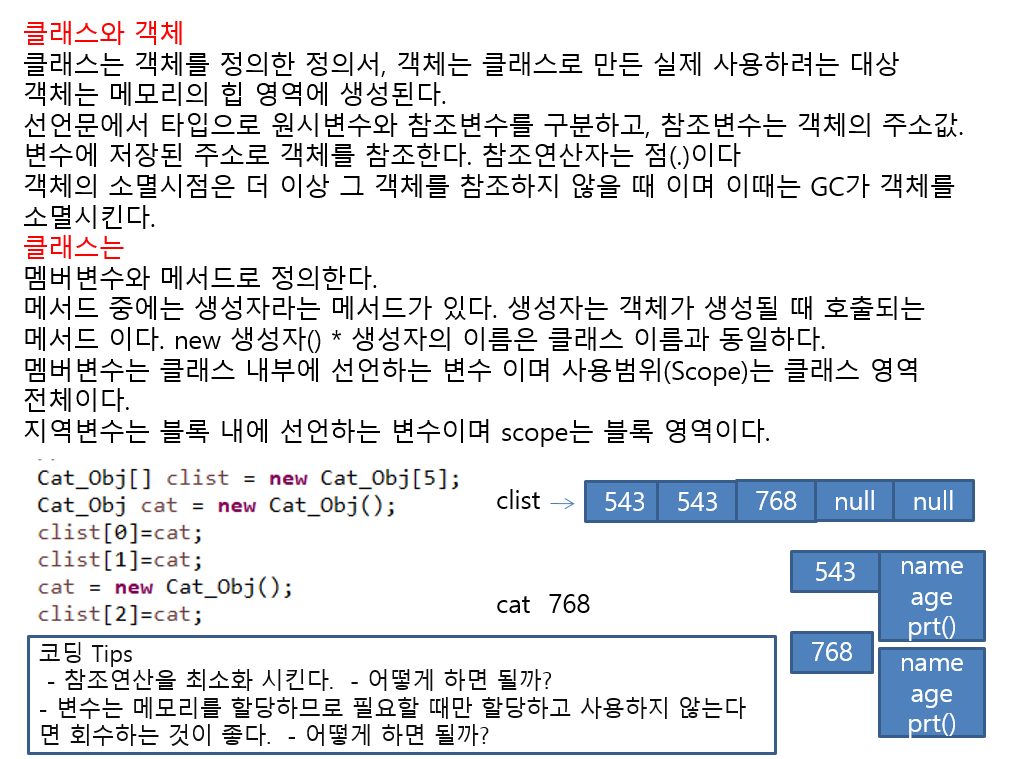 클래스와 객체
클래스는 객체를 정의한 정의서, 객체는 클래스로 만든 실제 사용하려는 대상
객체는 메모리의 힙 영역에 생성된다.
선언문에서 타입으로 원시변수와 참조변수를 구분하고, 참조변수는 객체의 주소값.
변수에 저장된 주소로 객체를 참조한다. 참조연산자는 점(.)이다
객체의 소멸시점은 더 이상 그 객체를 참조하지 않을 때 이며 이때는 GC가 객체를
소멸시킨다.
클래스는
멤버변수와 메서드로 정의한다.
메서드 중에는 생성자라는 메서드가 있다. 생성자는 객체가 생성될 때 호출되는
메서드 이다. new 생성자() * 생성자의 이름은 클래스 이름과 동일하다.
멤버변수는 클래스 내부에 선언하는 변수 이며 사용범위(Scope)는 클래스 영역
전체이다.
지역변수는 블록 내에 선언하는 변수이며 scope는 블록 영역이다.
Cat_Obj[] clist = new Cat_Obj[5];
Cat_Obj cat = new Cat_Obj();
clist[0]=cat;
clist[1]=cat;
cat = new Cat_Obj();
clist[2]=cat;
clist 543 543 768 null null
cat 768
543
name
age
prt()
768
name
age
prt()
코딩 Tips
- 참조연산을 최소화 시킨다. - 어떻게 하면 될까?
- 변수는 메모리를 할당하므로 필요할 때만 할당하고 사용하지 않는다
면 회수하는 것이 좋다. - 어떻게 하면 될까?